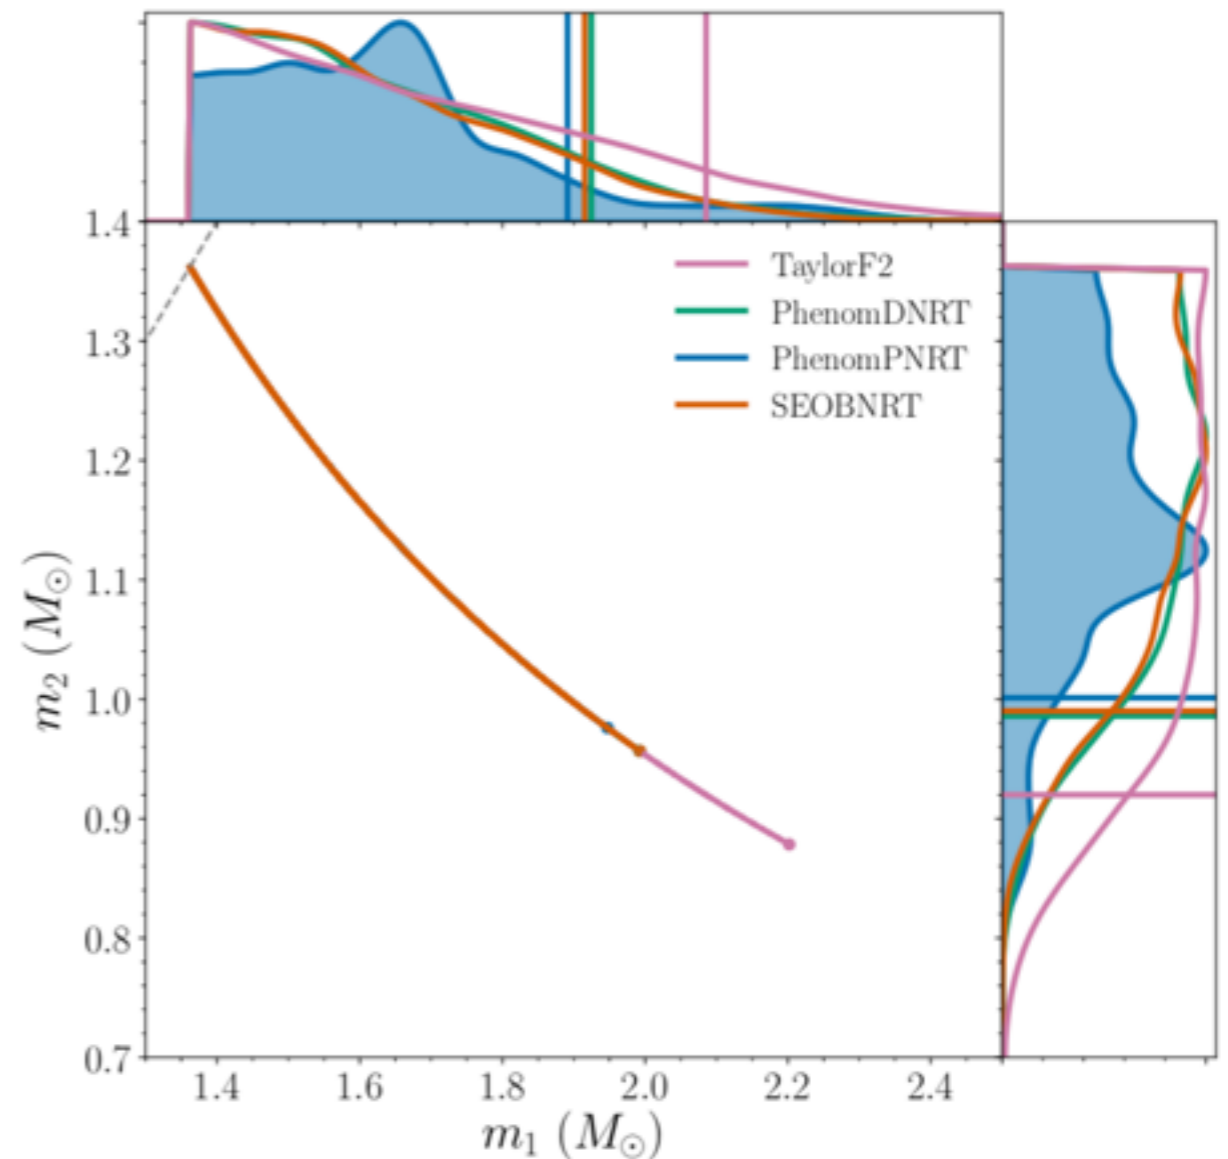 1.4
1.3
1.2
1.1
1.0
0.9
0.8
0.7
m₂ (M⊙)
TaylorF2
PhenomDNRT
PhenomPNRT
SEOBNRT
1.4 1.6 1.8 2.0 2.2 2.4
m₁ (M⊙)